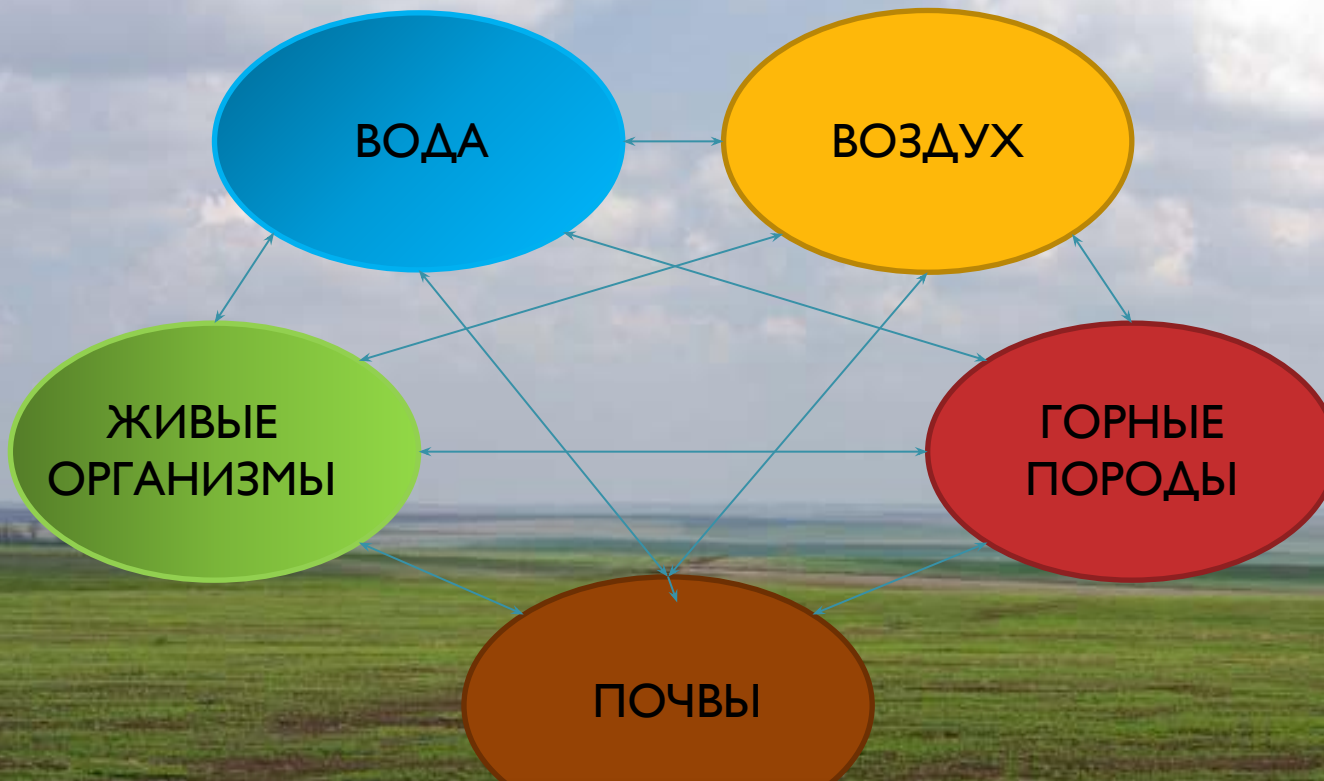 ВОДА
ВОЗДУХ
ЖИВЫЕ
ОРГАНИЗМЫ
ГОРНЫЕ
ПОРОДЫ
ПОЧВЫ